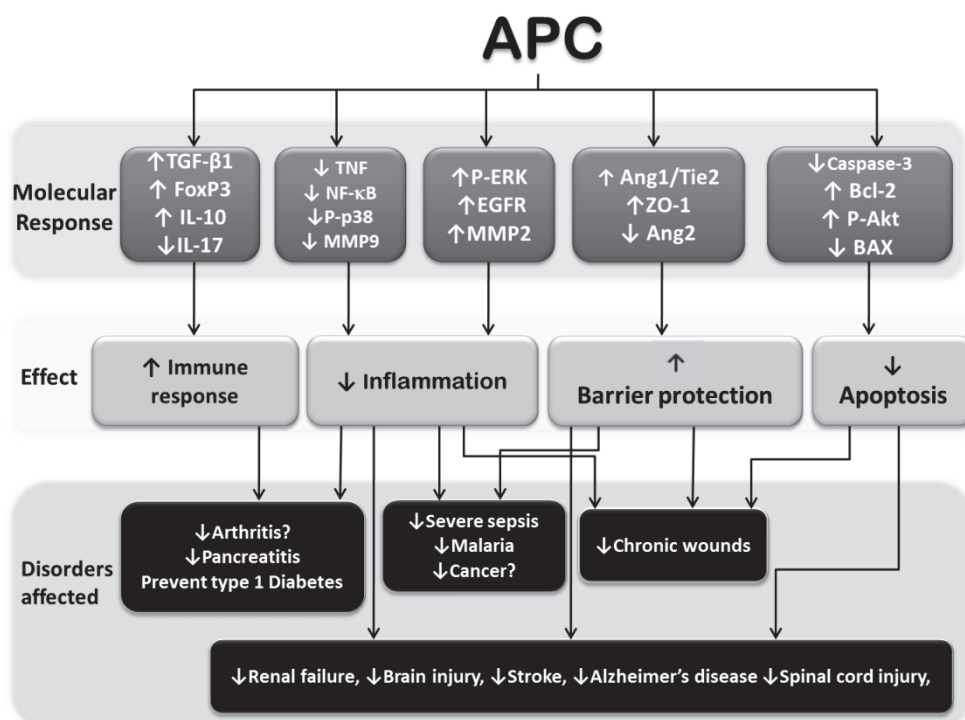 APC
Molecular
Response
↑TGF-β1
↑ FoxP3
↑ IL-10
↓IL-17
↓ TNF
↓ NF-κB
↓P-p38
↓ MMP9
↑P-ERK
↑EGFR
↑MMP2
↑ Ang1/Tie2
↑ZO-1
↓ Ang2
↓Caspase-3
↑ Bcl-2
↑ P-Akt
↓ BAX
Effect
↑ Immune
response
↓ Inflammation
↑
Barrier protection
↓
Apoptosis
Disorders
affected
↓Arthritis?
↓Pancreatitis
Prevent type 1 Diabetes
↓Severe sepsis
↓Malaria
↓Cancer?
↓Chronic wounds
↓Renal failure, ↓Brain injury, ↓Stroke, ↓Alzheimer’s disease ↓Spinal cord injury,